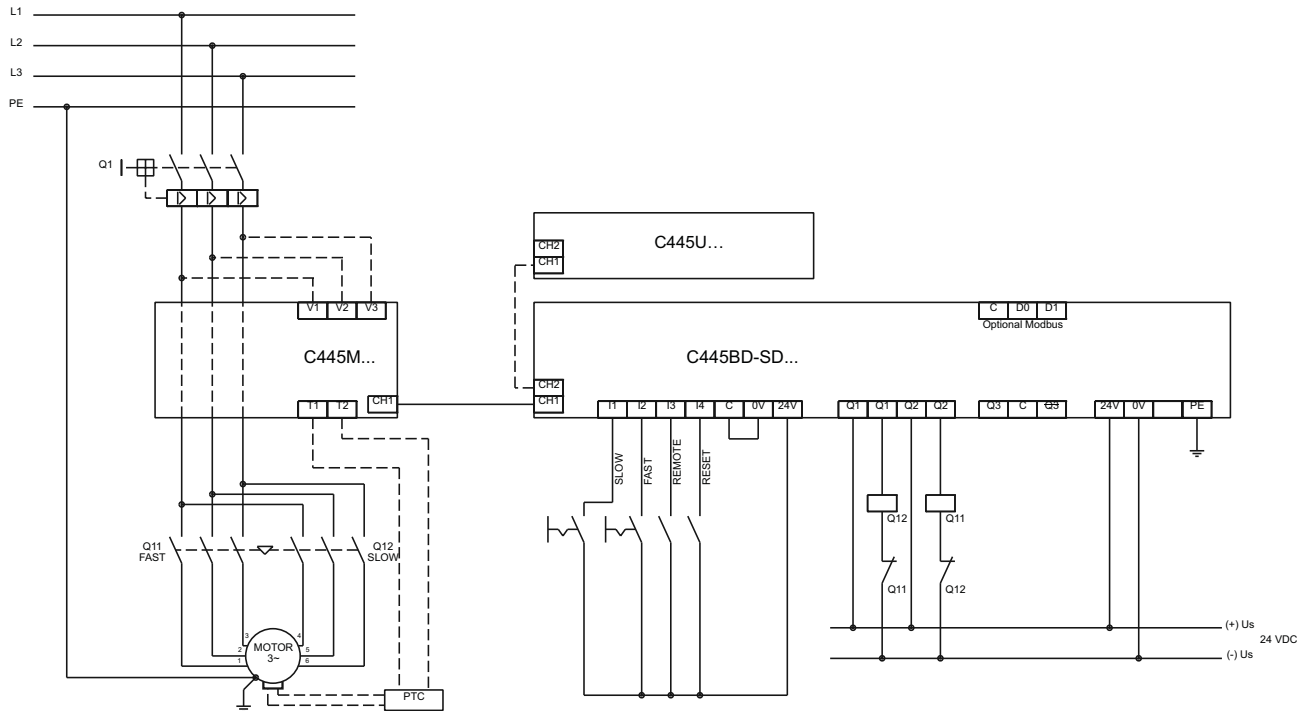 L1
L2
L3
PE
Q1
C445U...
CH2
CH1
V1 V2 V3
C D0 D1
Optional Modbus
C445M...
C445BD-SD...
CH2
CH1
T1 T2 CH1
I1 I2 I3 I4 C 0V 24V
Q1 Q1 Q2 Q2
Q3 C Q3
24V 0V PE
SLOW
FAST
REMOTE
RESET
Q12
Q11
Q11
FAST
Q12
SLOW
Q11
Q12
(+) Us
24 VDC
(-) Us
3 4
2 5
1 6
MOTOR
3~
PTC